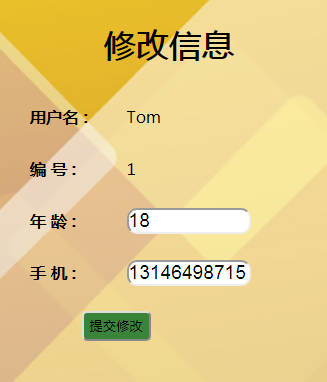 修改信息
用户名： Tom
编 号： 1
年 龄： 18
手 机： 13146498715
提交修改